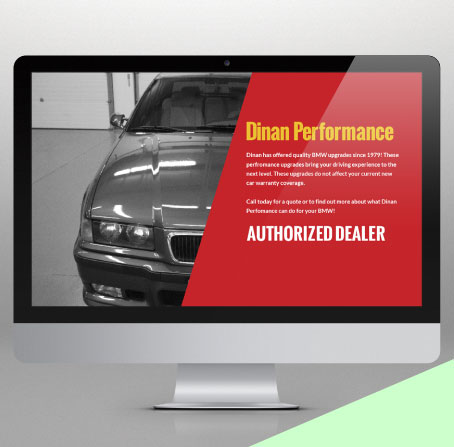 Dinan Performance
Dinan has offered quality BMW upgrades since 1979! These
perfromance upgrades bring your driving experience to the
next level. These upgrades do not affect your current new
car warranty coverage.
Call today for a quote or to find out more about what Dinan
Perfomance can do for your BMW!
AUTHORIZED DEALER